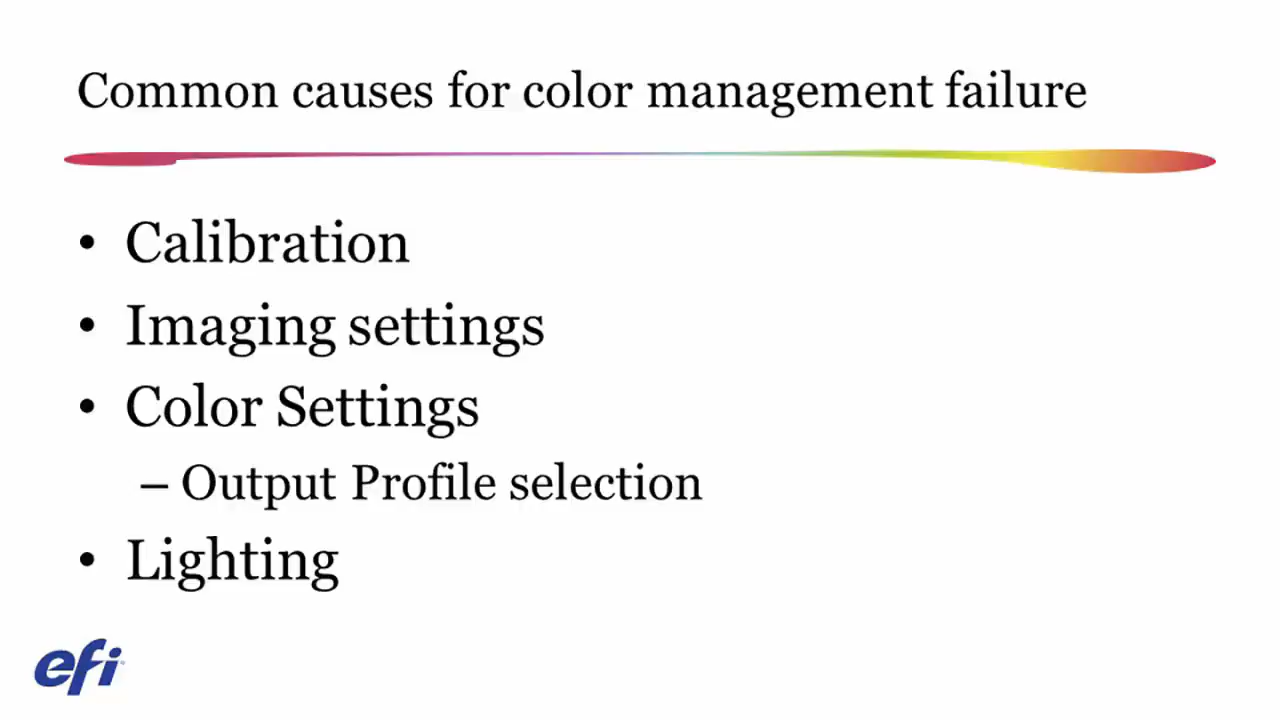 Common causes for color management failure
• Calibration
• Imaging settings
• Color Settings
– Output Profile selection
• Lighting
efi